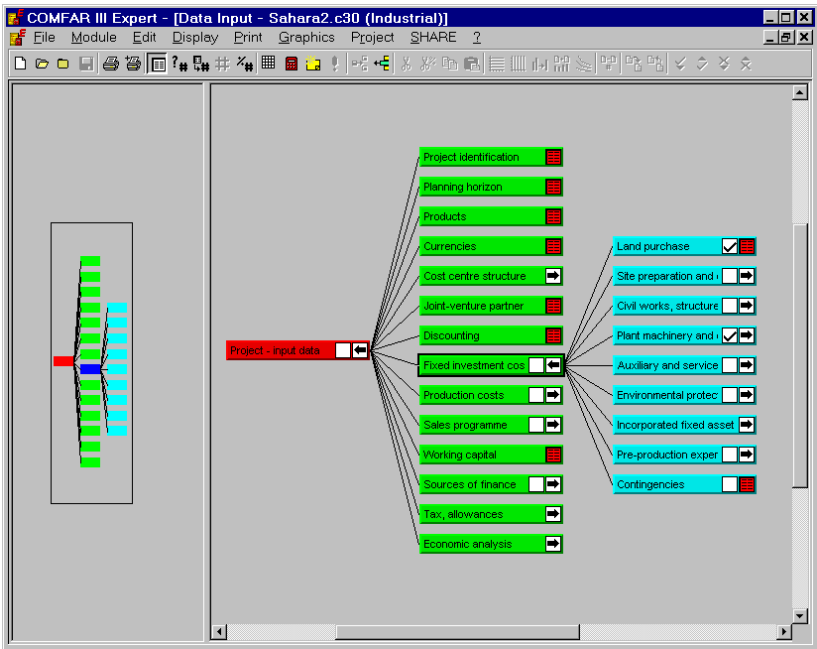 COMFAR III Expert - [Data Input - Sahara2.c30 (Industrial)]
File Module Edit Display Print Graphics Project SHARE ?
Project - input data
Project identification
Planning horizon
Products
Currencies
Cost centre structure
Joint-venture partner
Discounting
Fixed investment cos
Production costs
Sales programme
Working capital
Sources of finance
Tax, allowances
Economic analysis
Land purchase
Site preparation and
Civil works, structure
Plant machinery and
Auxiliary and service
Environmental protec
Incorporated fixed asset
Pre-production exper
Contingencies